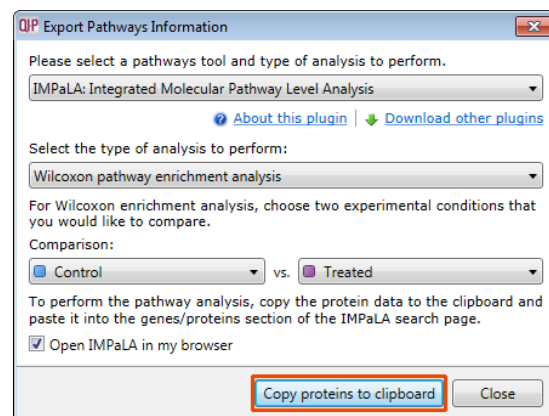 QIP Export Pathways Information
Please select a pathways tool and type of analysis to perform.
IMPaLA: Integrated Molecular Pathway Level Analysis
About this plugin | Download other plugins
Select the type of analysis to perform:
Wilcoxon pathway enrichment analysis
For Wilcoxon enrichment analysis, choose two experimental conditions that
you would like to compare.
Comparison:
Control vs. Treated
To perform the pathway analysis, copy the protein data to the clipboard and
paste it into the genes/proteins section of the IMPaLA search page.
Open IMPaLA in my browser
Copy proteins to clipboard Close